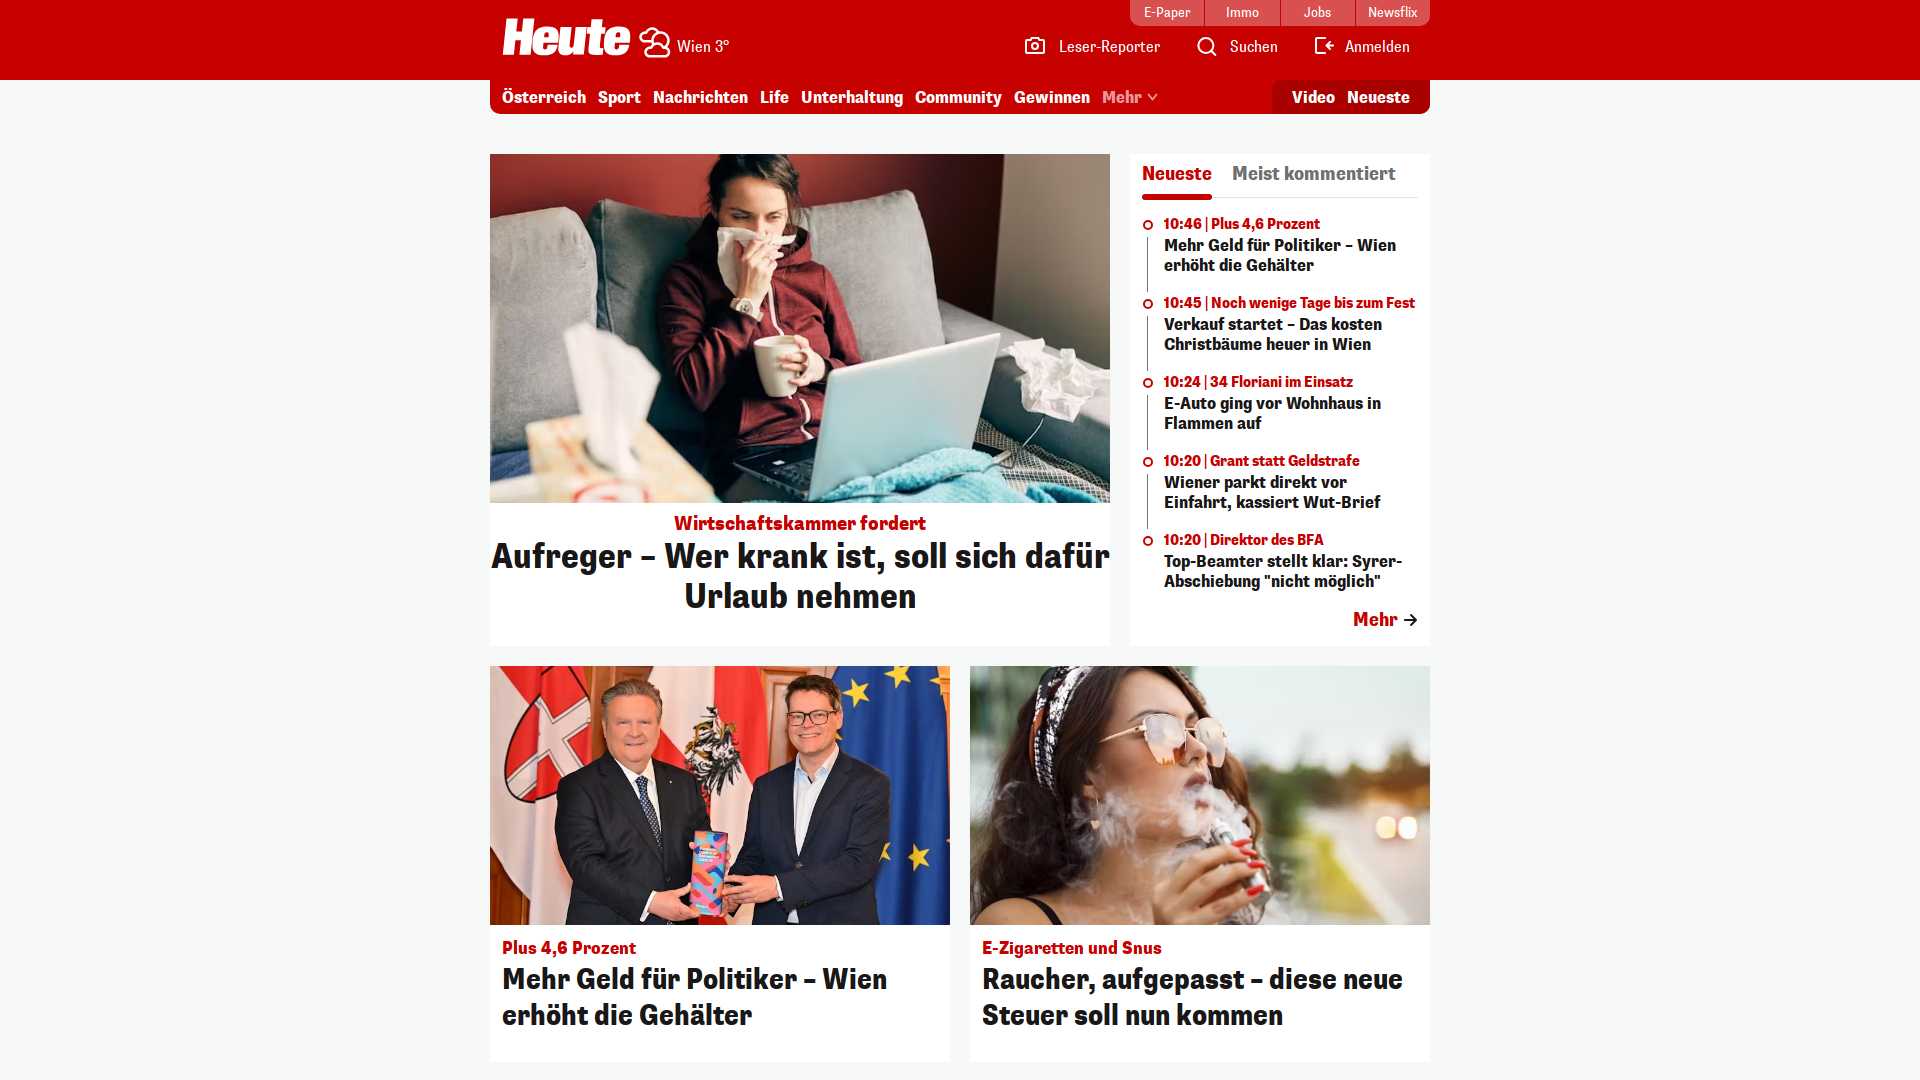 E-Paper
Immo
Jobs
Newsflix
Heute
Wien 3°
Leser-Reporter
Suchen
Anmelden
Österreich
Sport
Nachrichten
Life
Unterhaltung
Community
Gewinnen
Mehr
Video
Neueste
Wirtschaftskammer fordert
Aufreger – Wer krank ist, soll sich dafür
Urlaub nehmen
Neueste
Meist kommentiert
10:46 | Plus 4,6 Prozent
Mehr Geld für Politiker – Wien
erhöht die Gehälter
10:45 | Noch wenige Tage bis zum Fest
Verkauf startet – Das kosten
Christbäume heuer in Wien
10:24 | 34 Floriani im Einsatz
E-Auto ging vor Wohnhaus in
Flammen auf
10:20 | Grant statt Geldstrafe
Wiener parkt direkt vor
Einfahrt, kassiert Wut-Brief
10:20 | Direktor des BFA
Top-Beamter stellt klar: Syrer-
Abschiebung "nicht möglich"
Mehr
Plus 4,6 Prozent
Mehr Geld für Politiker – Wien
erhöht die Gehälter
E-Zigaretten und Snus
Raucher, aufgepasst – diese neue
Steuer soll nun kommen